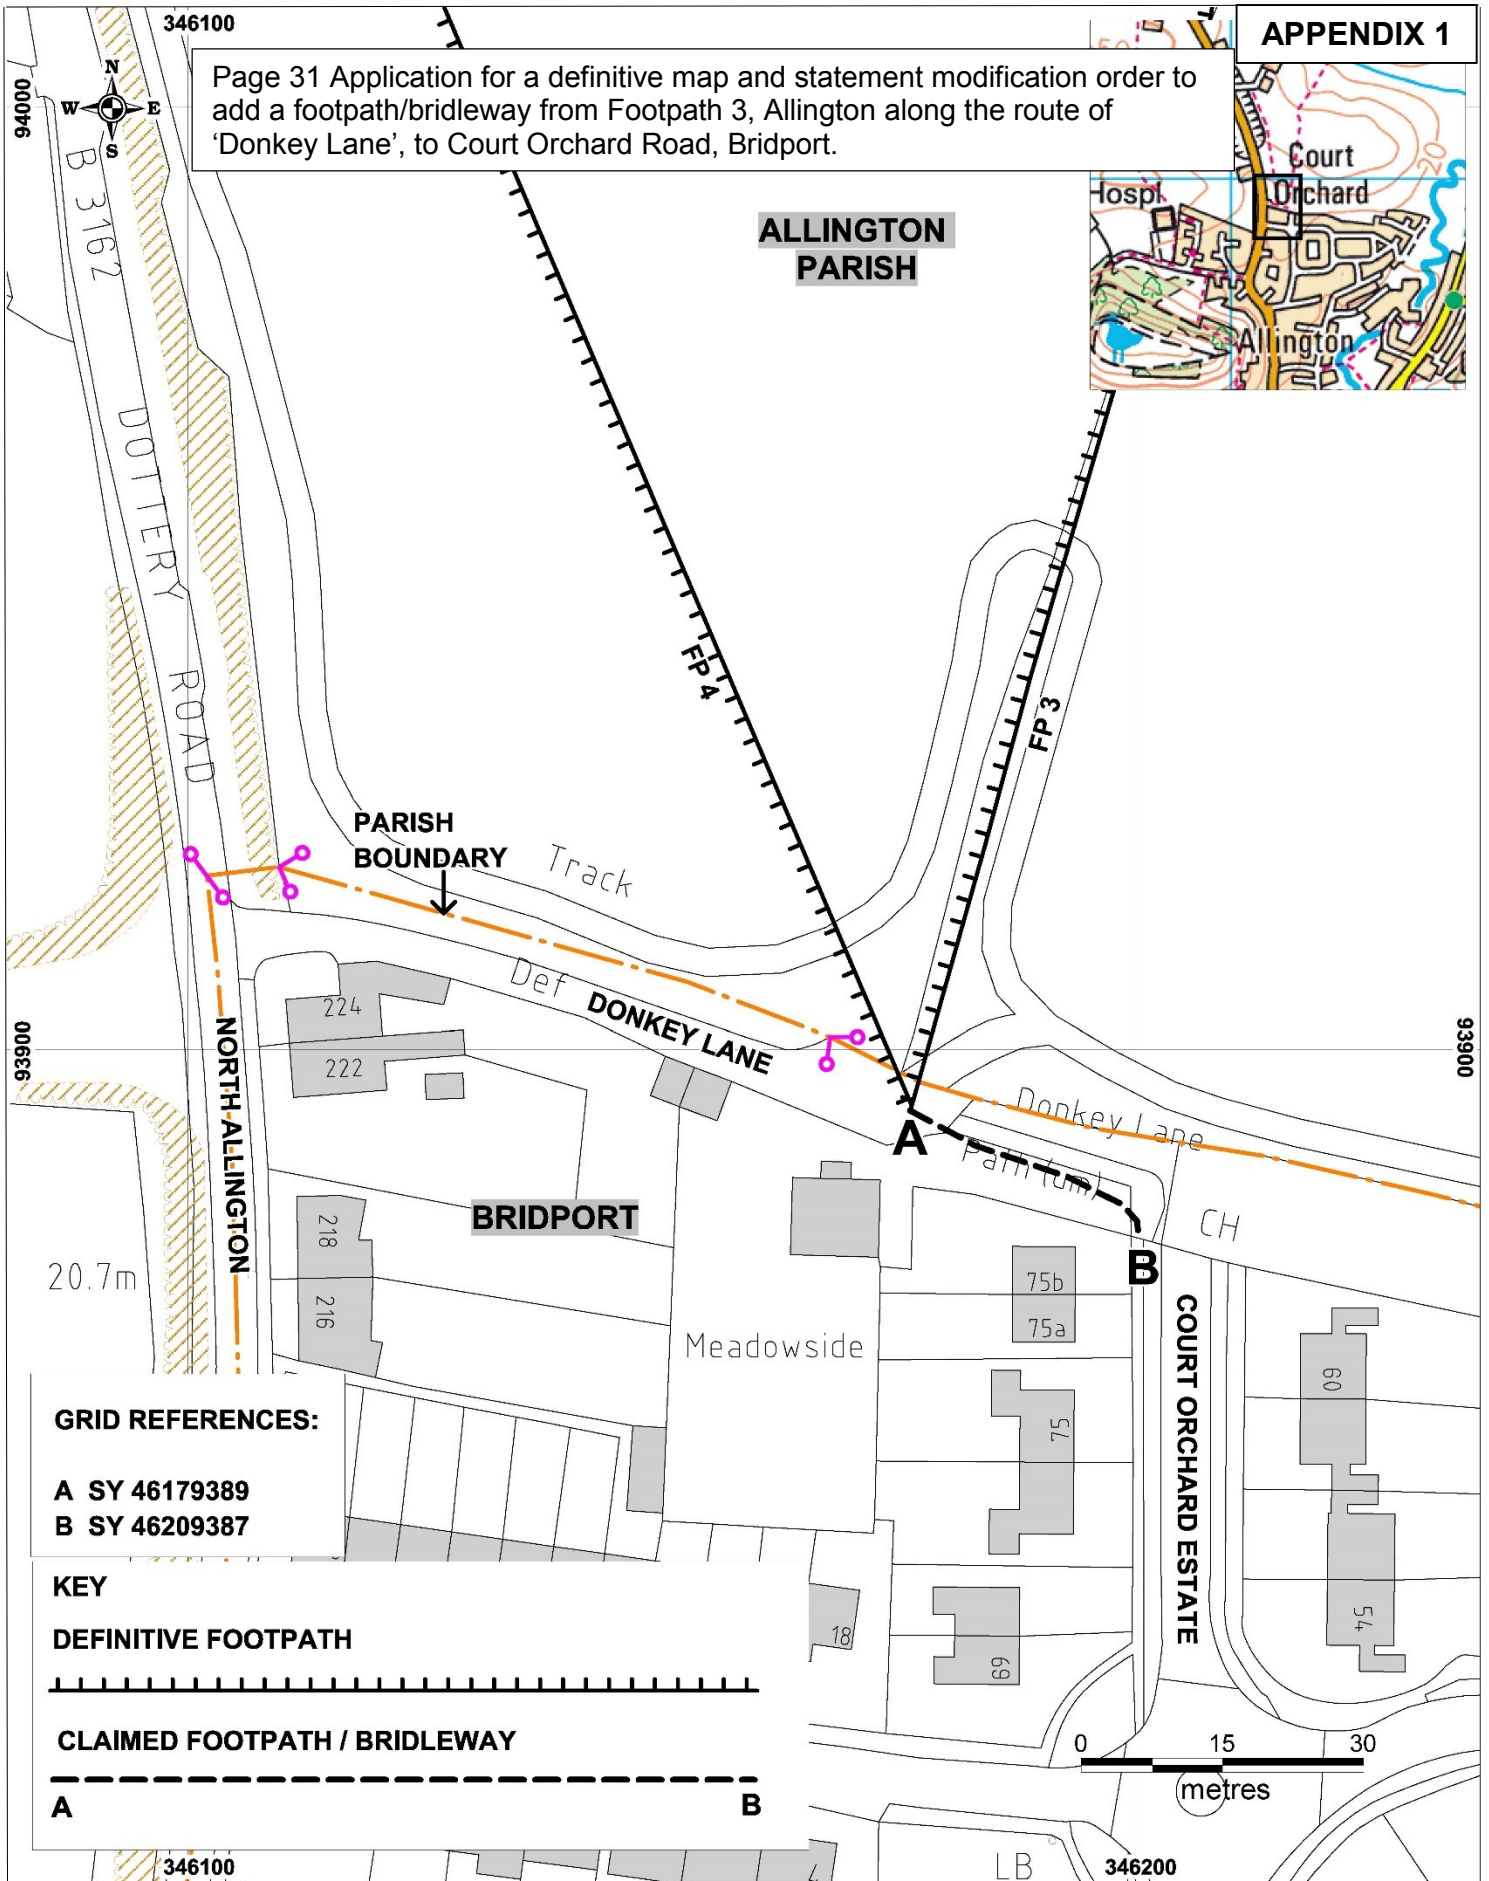 346100
APPENDIX 1
Page 31 Application for a definitive map and statement modification order to
add a footpath/bridleway from Footpath 3, Allington along the route of
‘Donkey Lane’, to Court Orchard Road, Bridport.
94000
N
W E
S
B 3162
DOTTERY ROAD
ALLINGTON
PARISH
Court
Orchard
20
Hospl
Allington
FP 4
FP 3
PARISH
BOUNDARY
Track
Def
DONKEY LANE
93900
93900
224
222
NORTH ALLINGTON
A
Donkey Lane
Path (um)
CH
B
BRIDPORT
218
216
20.7m
75b
75a
Meadowside
COURT ORCHARD ESTATE
60
54
69
18
GRID REFERENCES:
A SY 46179389
B SY 46209387
KEY
DEFINITIVE FOOTPATH
CLAIMED FOOTPATH / BRIDLEWAY
A B
0 15 30
metres
LB
346100
346200